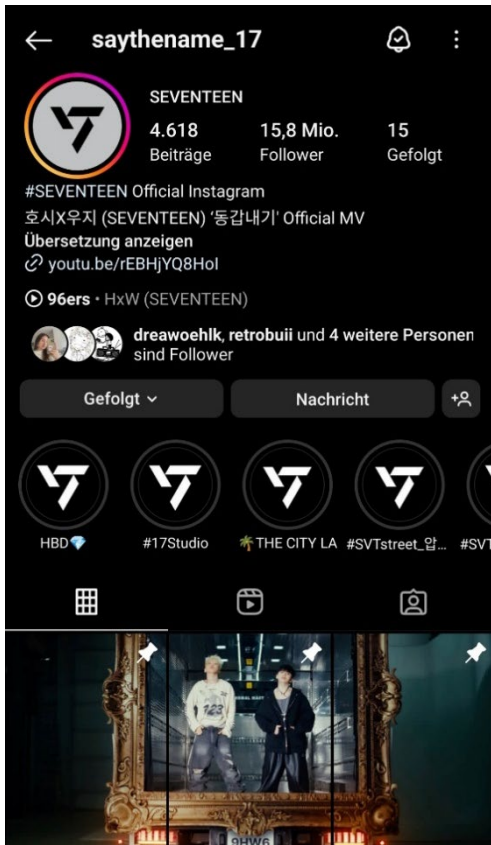 saythename_17
SEVENTEEN
4.618 15,8 Mio. 15
Beiträge Follower Gefolgt
#SEVENTEEN Official Instagram
호시X우지 (SEVENTEEN) ‘동갑내기’ Official MV
Übersetzung anzeigen
youtu.be/rEBHjYQ8HoI
96ers • HxW (SEVENTEEN)
dreawoehlk, retrobuii und 4 weitere Personen
sind Follower
Gefolgt Nachricht
HBD💎 #17Studio 🌴THE CITY LA #SVTstreet_압... #SVT
123
9HW6